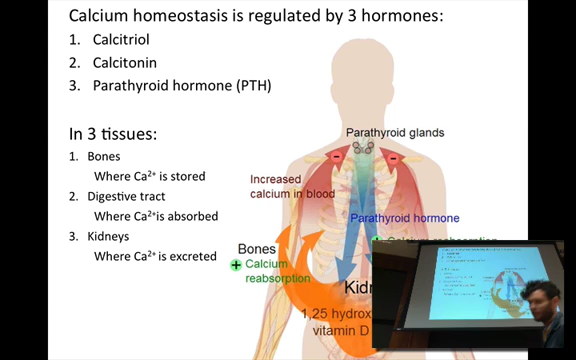 Calcium homeostasis is regulated by 3 hormones:
1. Calcitriol
2. Calcitonin
3. Parathyroid hormone (PTH)
In 3 tissues:
1. Bones
Where Ca²⁺ is stored
2. Digestive tract
Where Ca²⁺is absorbed
3. Kidneys
Where Ca²⁺ is excreted
Parathyroid glands
Increased
calcium in blood
Parathyroid hormone
Bones
+ Calcium
reabsorption
1,25
vitamin D